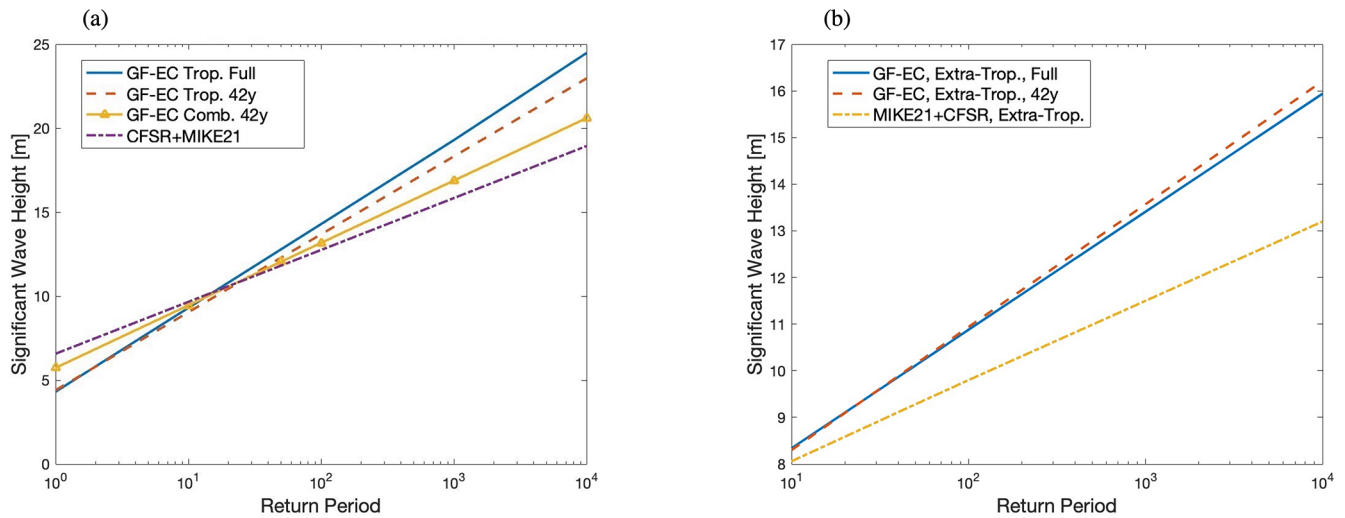 (a)
25
20
15
10
5
0
Significant Wave Height [m]
GF-EC Trop. Full
GF-EC Trop. 42y
GF-EC Comb. 42y
CFSR+MIKE21
10^0
10^1
10^2
10^3
10^4
Return Period
(b)
17
16
15
14
13
12
11
10
9
8
Significant Wave Height [m]
GF-EC, Extra-Trop., Full
GF-EC, Extra-Trop., 42y
MIKE21+CFSR, Extra-Trop.
10^1
10^2
10^3
10^4
Return Period